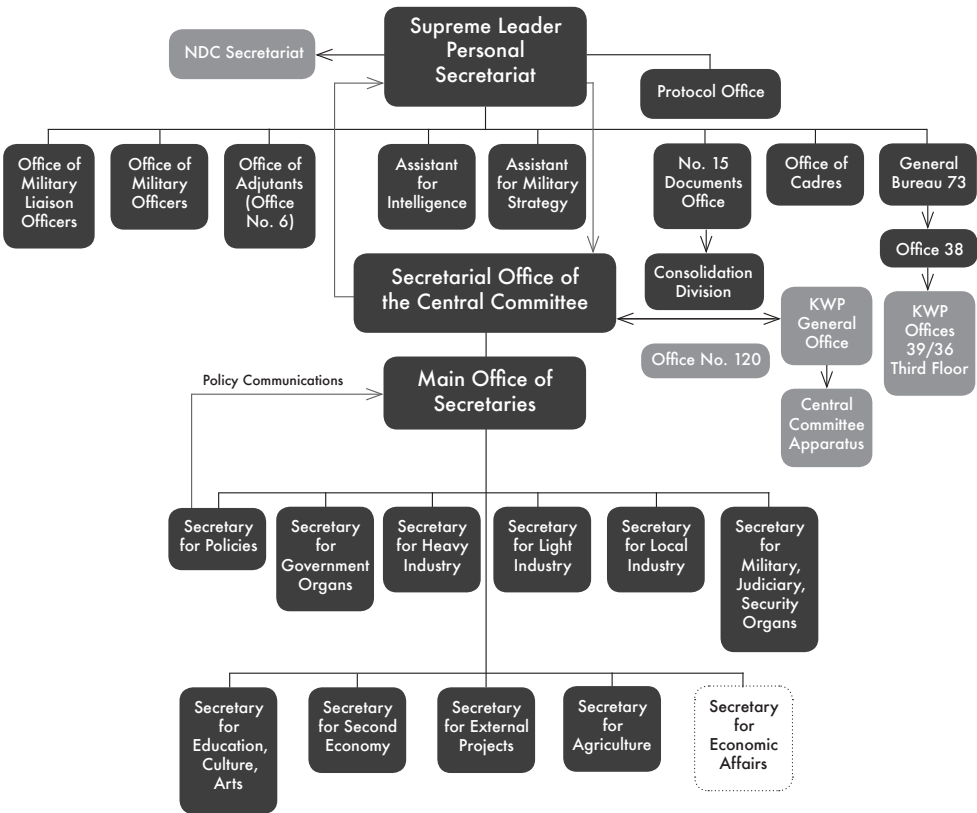 Supreme Leader
Personal
Secretariat
NDC Secretariat
Protocol Office
Office of
Military
Liaison
Officers
Office of
Military
Officers
Office of
Adjutants
(Office
No. 6)
Assistant
for
Intelligence
Assistant
for Military
Strategy
No. 15
Documents
Office
Office of
Cadres
General
Bureau 73
Office 38
Consolidation
Division
Secretarial Office of
the Central Committee
KWP
General
Office
KWP
Offices
39/36
Third Floor
Office No. 120
Policy Communications
Main Office of
Secretaries
Central
Committee
Apparatus
Secretary
for Policies
Secretary
for
Government
Organs
Secretary
for Heavy
Industry
Secretary
for Light
Industry
Secretary
for Local
Industry
Secretary
for
Military,
Judiciary,
Security
Organs
Secretary
for
Education,
Culture,
Arts
Secretary
for Second
Economy
Secretary
for External
Projects
Secretary
for
Agriculture
Secretary
for
Economic
Affairs